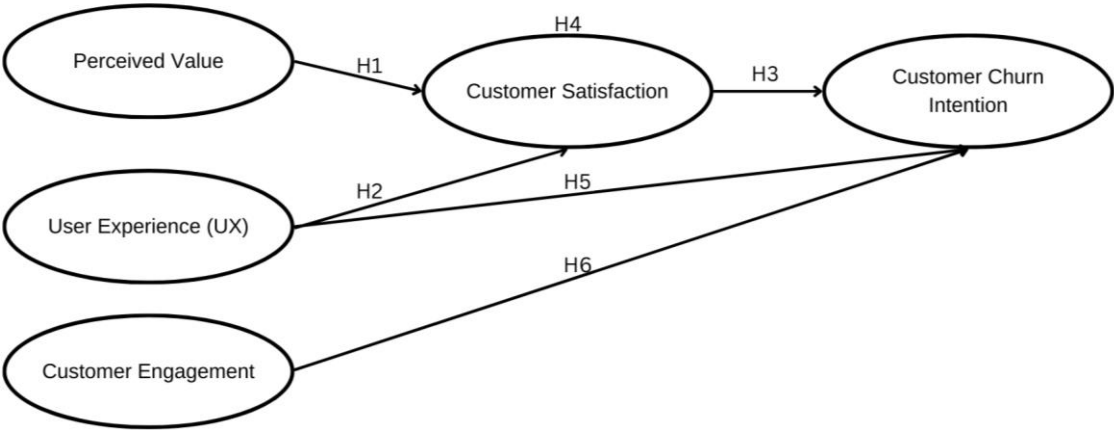 H4
Perceived Value
H1
Customer Satisfaction
H3
Customer Churn
Intention
H2
H5
User Experience (UX)
H6
Customer Engagement